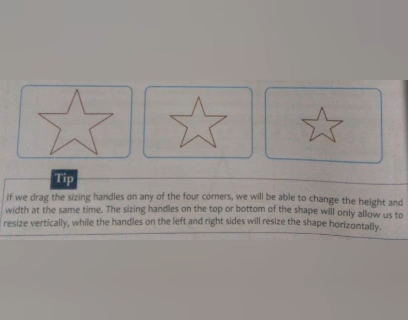 Tip
If we drag the sizing handles on any of the four corners, we will be able to change the height and
width at the same time. The sizing handles on the top or bottom of the shape will only allow us to
resize vertically, while the handles on the left and right sides will resize the shape horizontally.